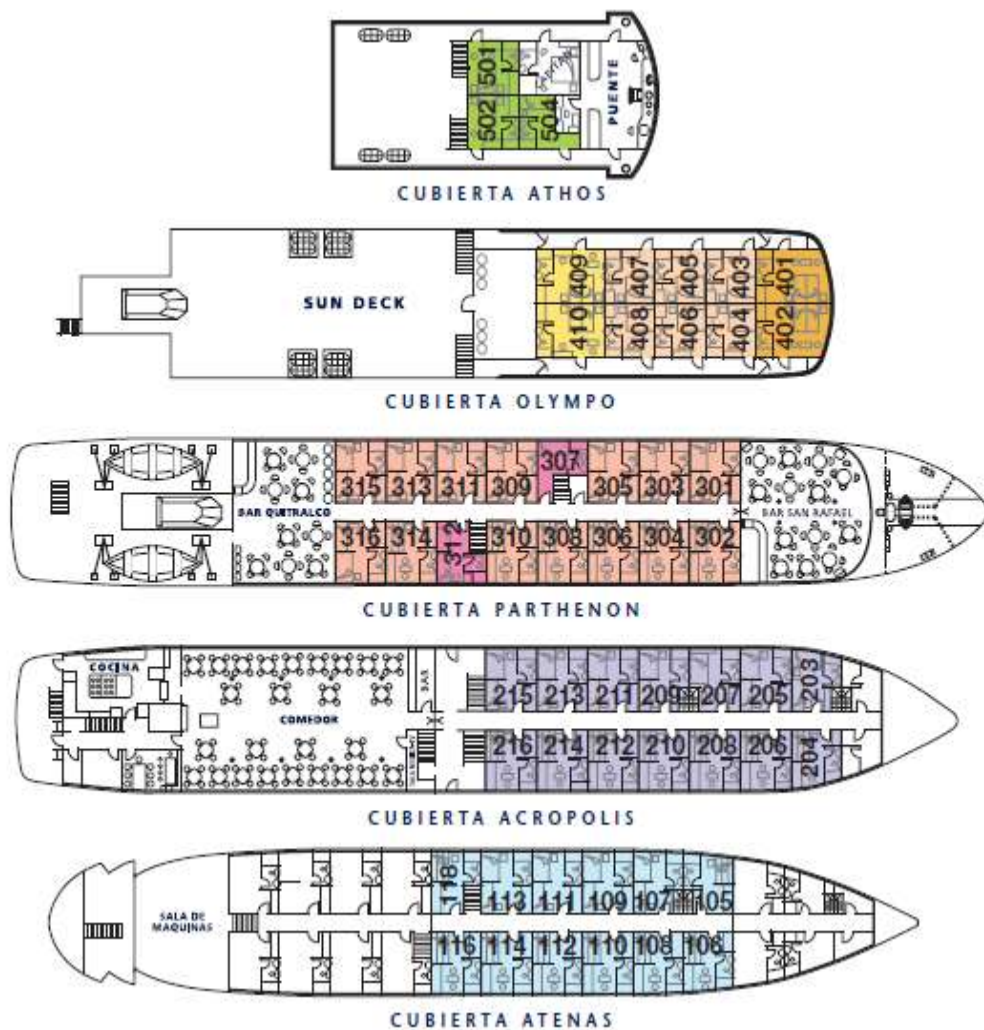 501
CAPITAN
PUENTE
502
504
CUBIERTA ATHOS
SUN DECK
409 407 405 403 401
410 408 406 404 402
CUBIERTA OLYMPO
BAR QUETRALCO
315 313 311 309 307 305 303 301
BAR SAN RAFAEL
316 314 312 310 308 306 304 302
CUBIERTA PARTHENON
COCINA
COMEDOR
BAR
215 213 211 209 207 205 203
216 214 212 210 208 206 204
CUBIERTA ACROPOLIS
SALA DE
MAQUINAS
118 113 111 109 107 105
116 114 112 110 108 106
CUBIERTA ATENAS